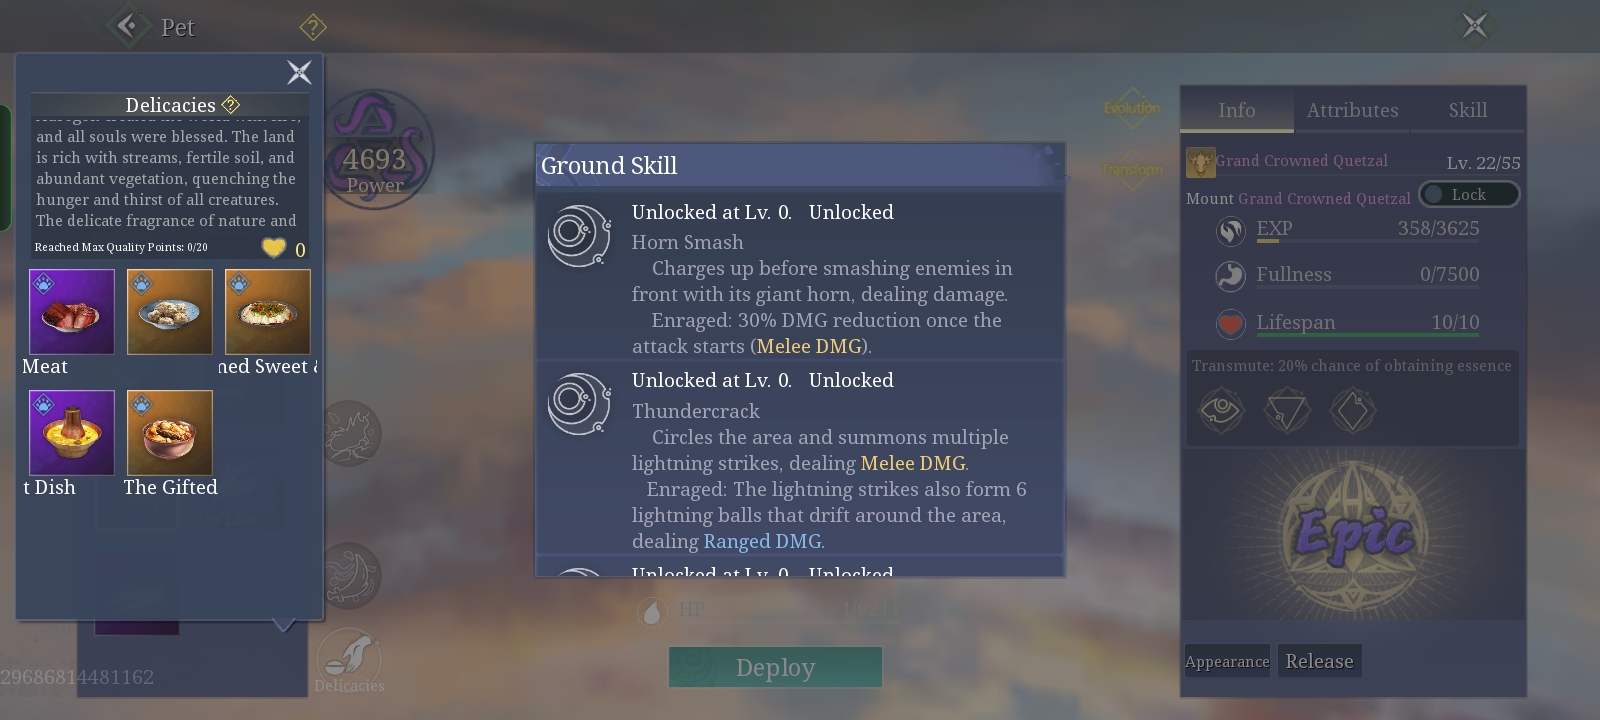 Pet
Delicacies
and all souls were blessed. The land
is rich with streams, fertile soil, and
abundant vegetation, quenching the
hunger and thirst of all creatures.
The delicate fragrance of nature and
Reached Max Quality Points: 0/20
0
Meat
ned Sweet &
t Dish
The Gifted
29686814481162
4693
Power
Delicacies
Ground Skill
Unlocked at Lv. 0. Unlocked
Horn Smash
Charges up before smashing enemies in
front with its giant horn, dealing damage.
Enraged: 30% DMG reduction once the
attack starts (Melee DMG).
Unlocked at Lv. 0. Unlocked
Thundercrack
Circles the area and summons multiple
lightning strikes, dealing Melee DMG.
Enraged: The lightning strikes also form 6
lightning balls that drift around the area,
dealing Ranged DMG.
Unlocked at Lv. 0. Unlocked
HP
Deploy
Evolution
Transform
Info
Attributes
Skill
Grand Crowned Quetzal
Lv. 22/55
Mount Grand Crowned Quetzal
Lock
EXP
358/3625
Fullness
0/7500
Lifespan
10/10
Transmute: 20% chance of obtaining essence
Epic
Appearance
Release